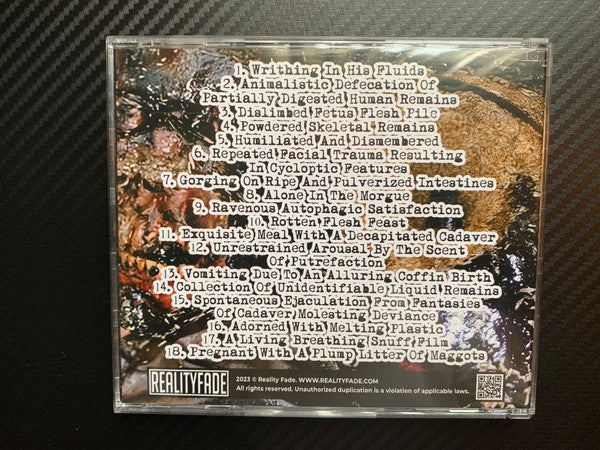 1. Writhing In His Fluids
2. Animalistic Defecation Of
Partially Digested Human Remains
3. Dislimbed Fetus Flesh Pile
4. Powdered Skeletal Remains
5. Humiliated And Dismembered
6. Repeated Facial Trauma Resulting
In Cycloptic Features
7. Gorging On Ripe And Pulverized Intestines
8. Alone In The Morgue
9. Ravenous Autophagic Satisfaction
10. Rotten Flesh Feast
11. Exquisite Meal With A Decapitated Cadaver
12. Unrestrained Arousal By The Scent
Of Putrefaction
13. Vomiting Due To An Alluring Coffin Birth
14. Collection Of Unidentifiable Liquid Remains
15. Spontaneous Ejaculation From Fantasies
Of Cadaver Molesting Deviance
16. Adorned With Melting Plastic
17. A Living Breathing Snuff Film
18. Pregnant With A Plump Litter Of Maggots
REALITYFADE
2023 © Reality Fade. WWW.REALITYFADE.COM
All rights reserved. Unauthorized duplication is a violation of applicable laws.